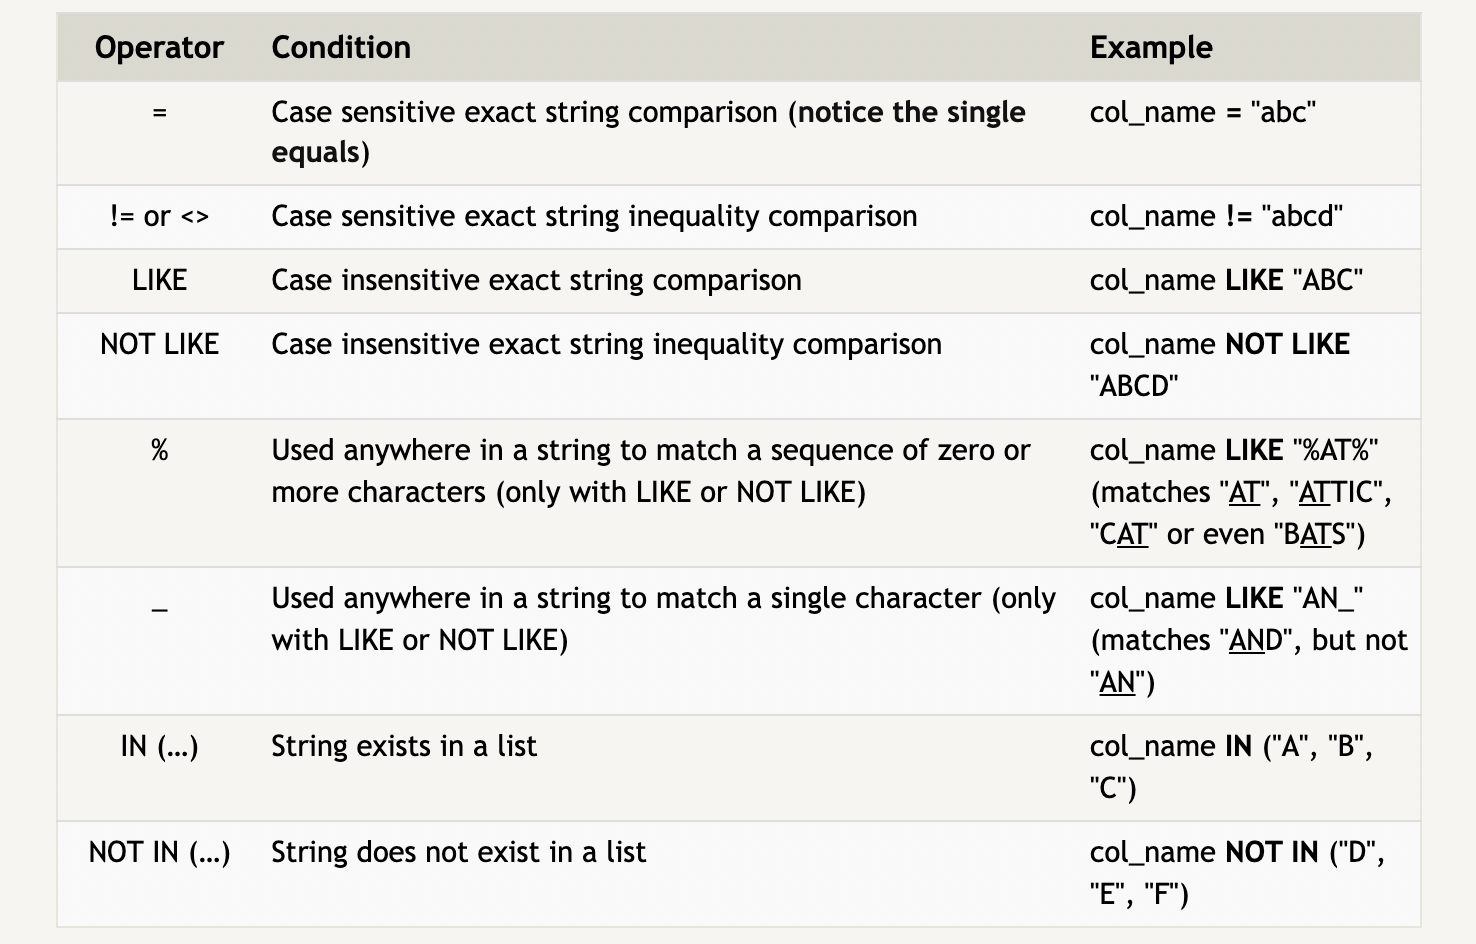 Operator Condition Example
= Case sensitive exact string comparison (notice the single col_name = "abc"
equals)
!= or <> Case sensitive exact string inequality comparison col_name != "abcd"
LIKE Case insensitive exact string comparison col_name LIKE "ABC"
NOT LIKE Case insensitive exact string inequality comparison col_name NOT LIKE
"ABCD"
% Used anywhere in a string to match a sequence of zero or col_name LIKE "%AT%"
more characters (only with LIKE or NOT LIKE) (matches "AT", "ATTIC",
"CAT" or even "BATS")
_ Used anywhere in a string to match a single character (only col_name LIKE "AN_"
with LIKE or NOT LIKE) (matches "AND", but not
"AN")
IN (…) String exists in a list col_name IN ("A", "B",
"C")
NOT IN (…) String does not exist in a list col_name NOT IN ("D",
"E", "F")